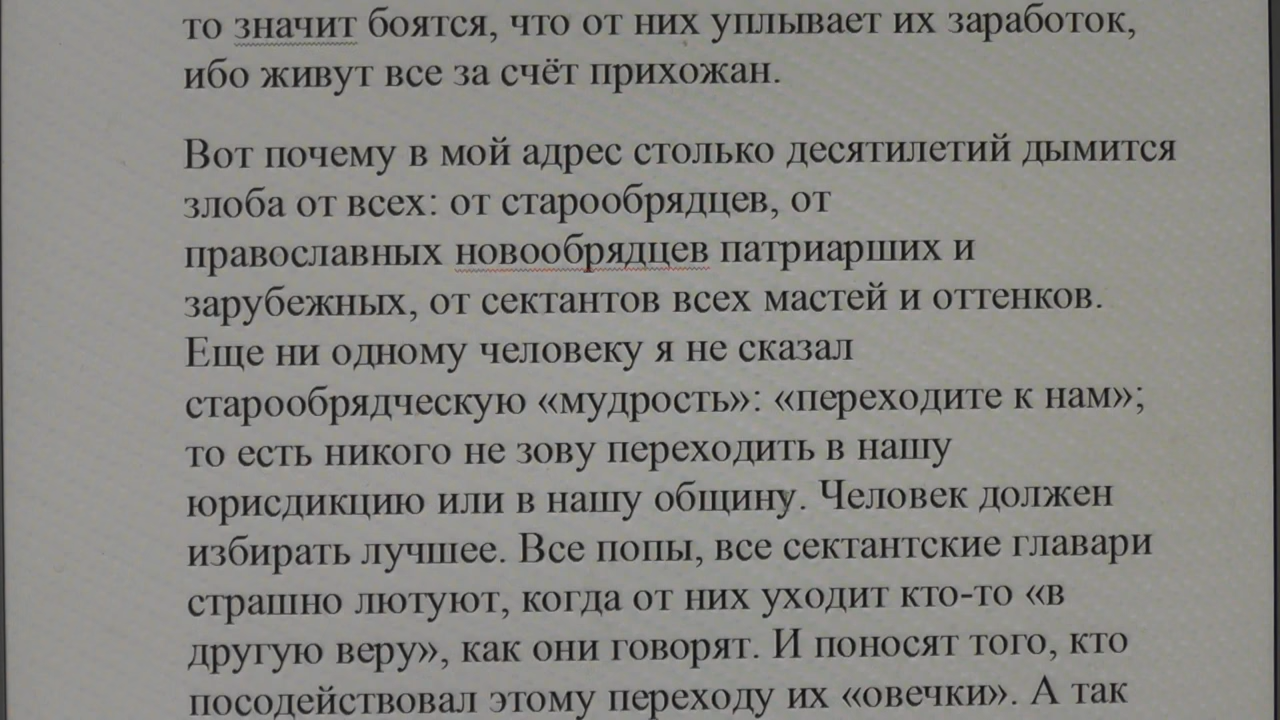 то значит боятся, что от них уплывает их заработок,
ибо живут все за счёт прихожан.
Вот почему в мой адрес столько десятилетий дымится
злоба от всех: от старообрядцев, от
православных новообрядцев патриарших и
зарубежных, от сектантов всех мастей и оттенков.
Еще ни одному человеку я не сказал
старообрядческую «мудрость»: «переходите к нам»;
то есть никого не зову переходить в нашу
юрисдикцию или в нашу общину. Человек должен
избирать лучшее. Все попы, все сектантские главари
страшно лютуют, когда от них уходит кто-то «в
другую веру», как они говорят. И поносят того, кто
посодействовал этому переходу их «овечки». А так